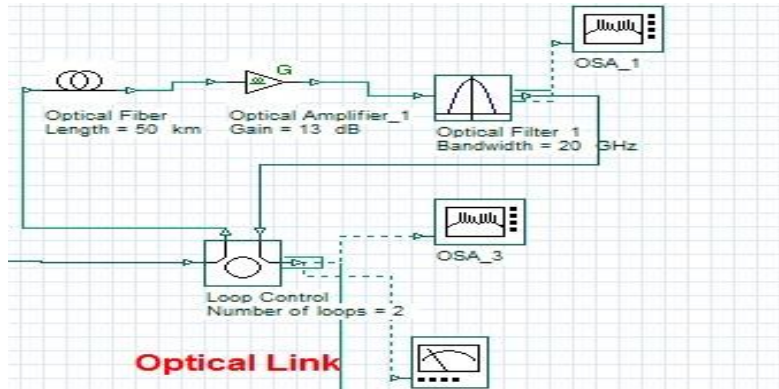 OSA_1
G
Optical Fiber
Length = 50 km
Optical Amplifier_1
Gain = 13 dB
Optical Filter_1
Bandwidth = 20 GHz
OSA_3
Loop Control
Number of loops = 2
Optical Link